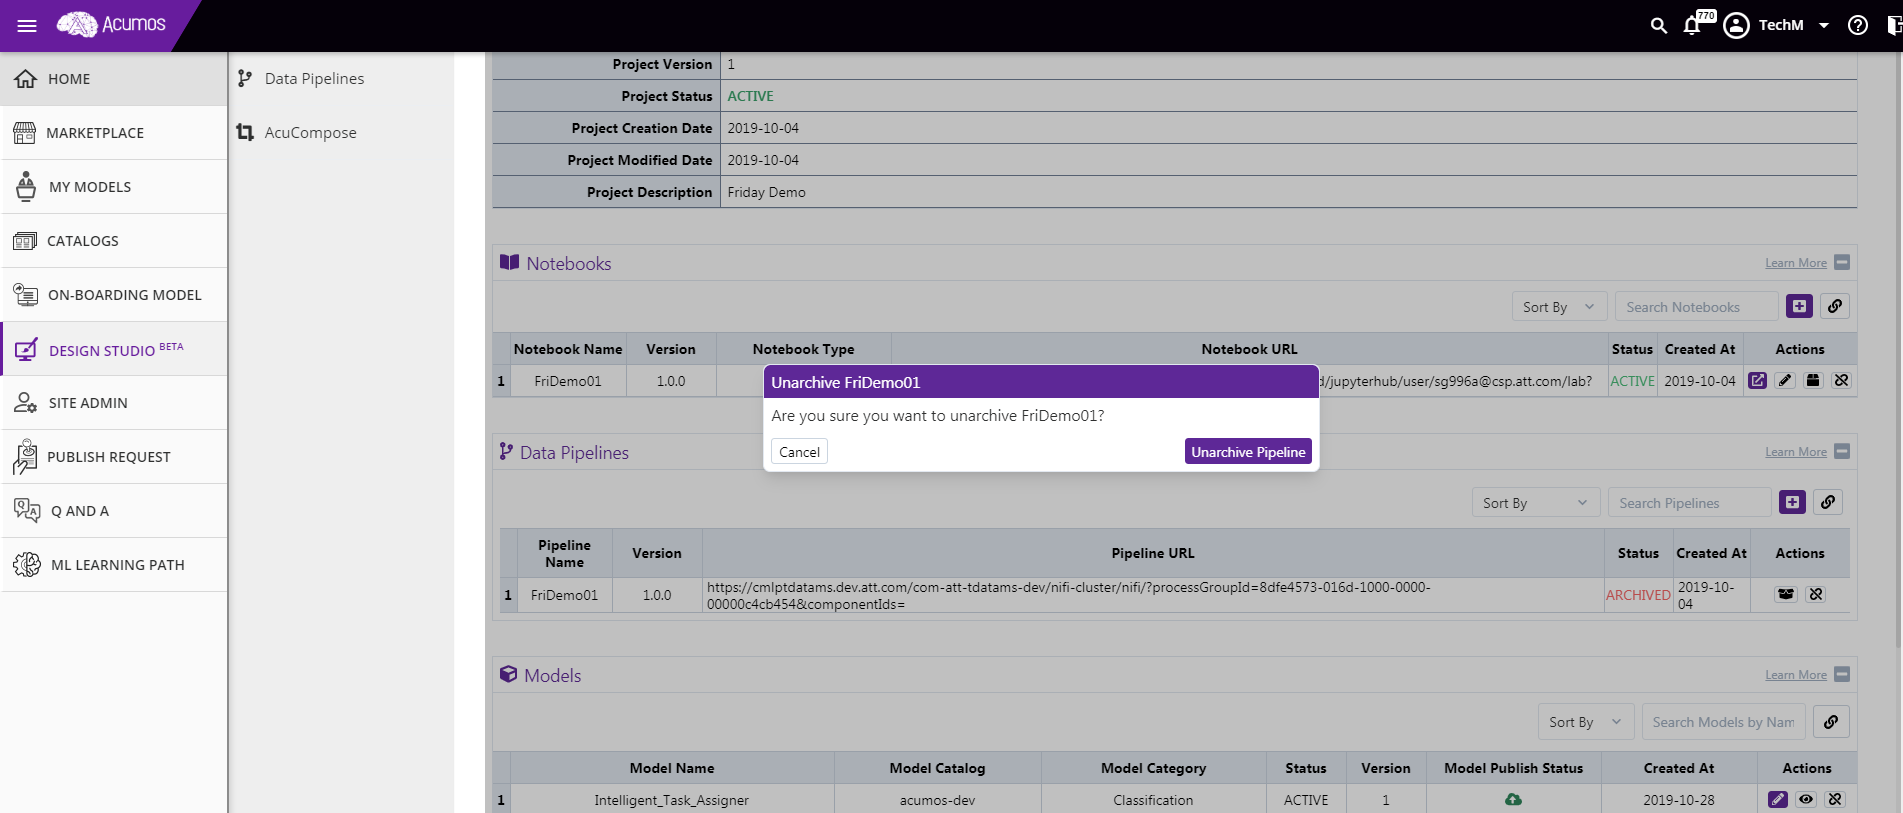 Acumos
770
TechM
HOME
MARKETPLACE
MY MODELS
CATALOGS
ON-BOARDING MODEL
DESIGN STUDIO BETA
SITE ADMIN
PUBLISH REQUEST
Q AND A
ML LEARNING PATH
Data Pipelines
AcuCompose
Project Version 1
Project Status ACTIVE
Project Creation Date 2019-10-04
Project Modified Date 2019-10-04
Project Description Friday Demo
Notebooks Learn More
Sort By Search Notebooks
Notebook Name Version Notebook Type Notebook URL Status Created At Actions
1 FriDemo01 1.0.0 d/jupyterhub/user/sg996a@csp.att.com/lab? ACTIVE 2019-10-04
Unarchive FriDemo01
Are you sure you want to unarchive FriDemo01?
Cancel Unarchive Pipeline
Data Pipelines Learn More
Sort By Search Pipelines
Pipeline Name Version Pipeline URL Status Created At Actions
1 FriDemo01 1.0.0 https://cmlptdatams.dev.att.com/com-att-tdatams-dev/nifi-cluster/nifi/?processGroupId=8dfe4573-016d-1000-0000-
00000c4cb454&componentIds= ARCHIVED 2019-10-
04
Models Learn More
Sort By Search Models by Nam
Model Name Model Catalog Model Category Status Version Model Publish Status Created At Actions
1 Intelligent_Task_Assigner acumos-dev Classification ACTIVE 1 2019-10-28